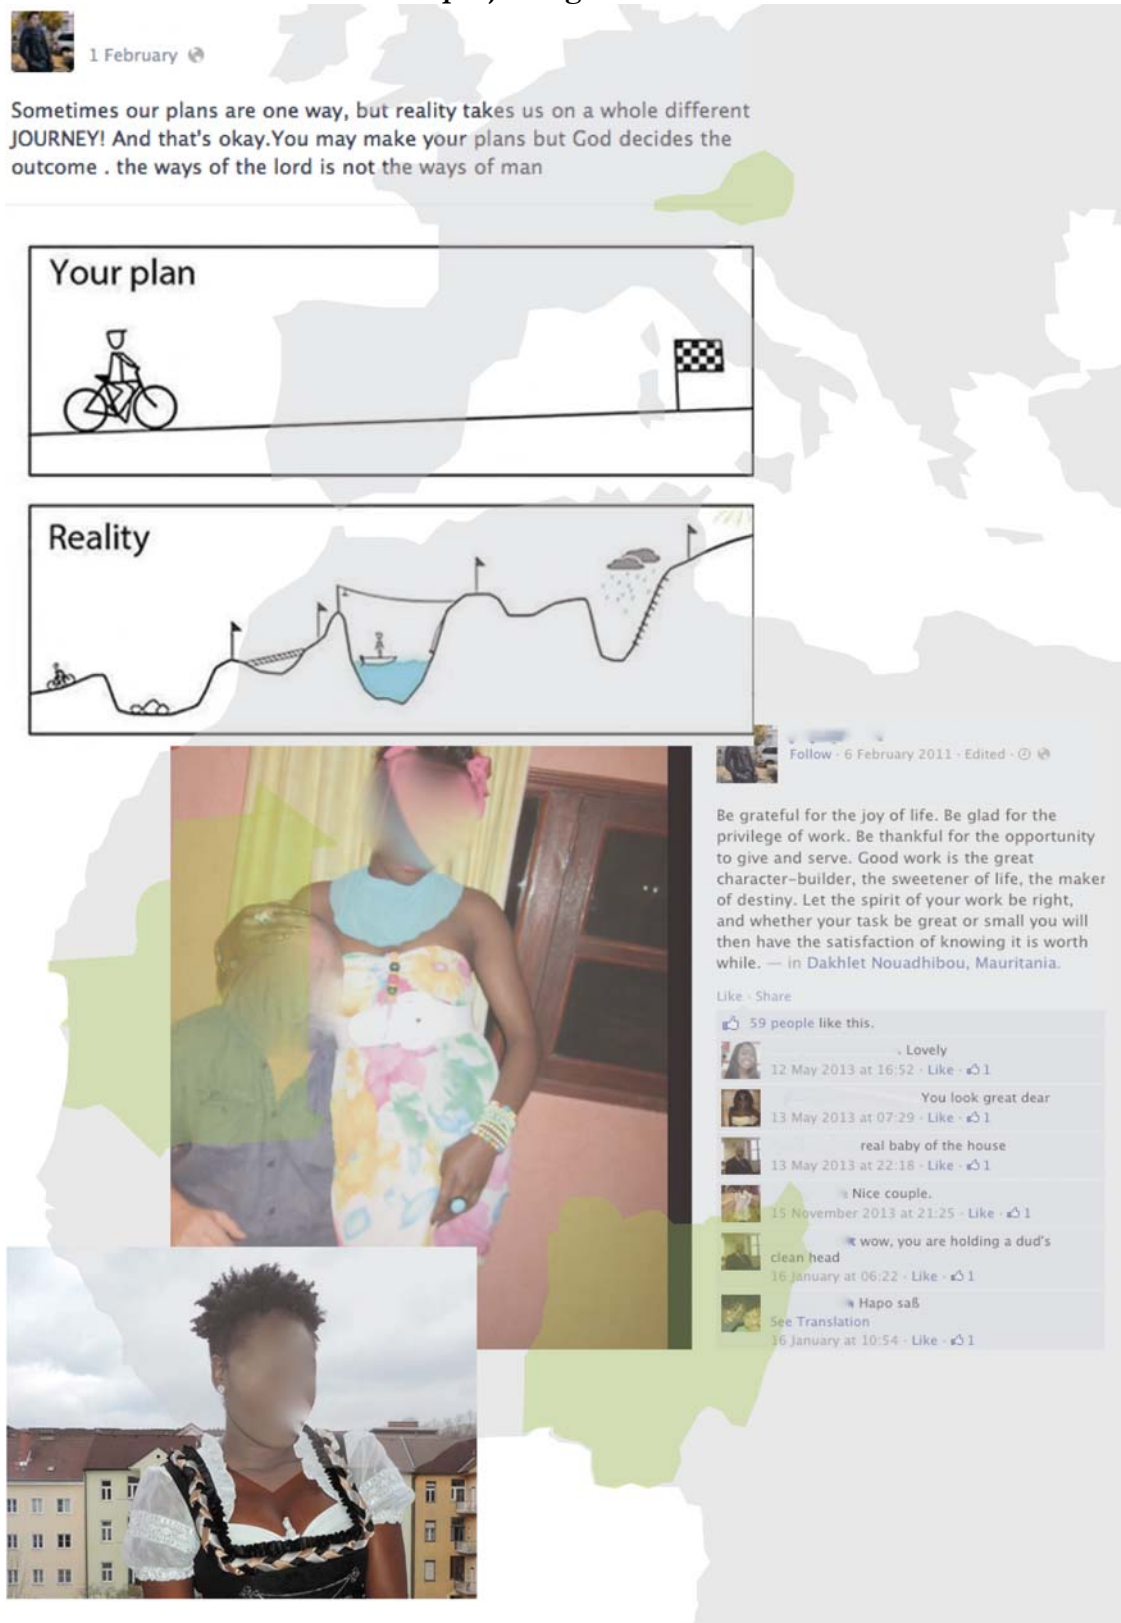 1 February
Sometimes our plans are one way, but reality takes us on a whole different
JOURNEY! And that's okay.You may make your plans but God decides the
outcome . the ways of the lord is not the ways of man
Your plan
Reality
Follow · 6 February 2011 · Edited ·
Be grateful for the joy of life. Be glad for the
privilege of work. Be thankful for the opportunity
to give and serve. Good work is the great
character-builder, the sweetener of life, the maker
of destiny. Let the spirit of your work be right,
and whether your task be great or small you will
then have the satisfaction of knowing it is worth
while. — in Dakhlet Nouadhibou, Mauritania.
Like · Share
59 people like this.
. Lovely
12 May 2013 at 16:52 · Like · 1
You look great dear
13 May 2013 at 07:29 · Like · 1
real baby of the house
13 May 2013 at 22:18 · Like · 1
Nice couple.
15 November 2013 at 21:25 · Like · 1
wow, you are holding a dud's
clean head
16 January at 06:22 · Like · 1
Hapo saß
See Translation
16 January at 10:54 · Like · 1